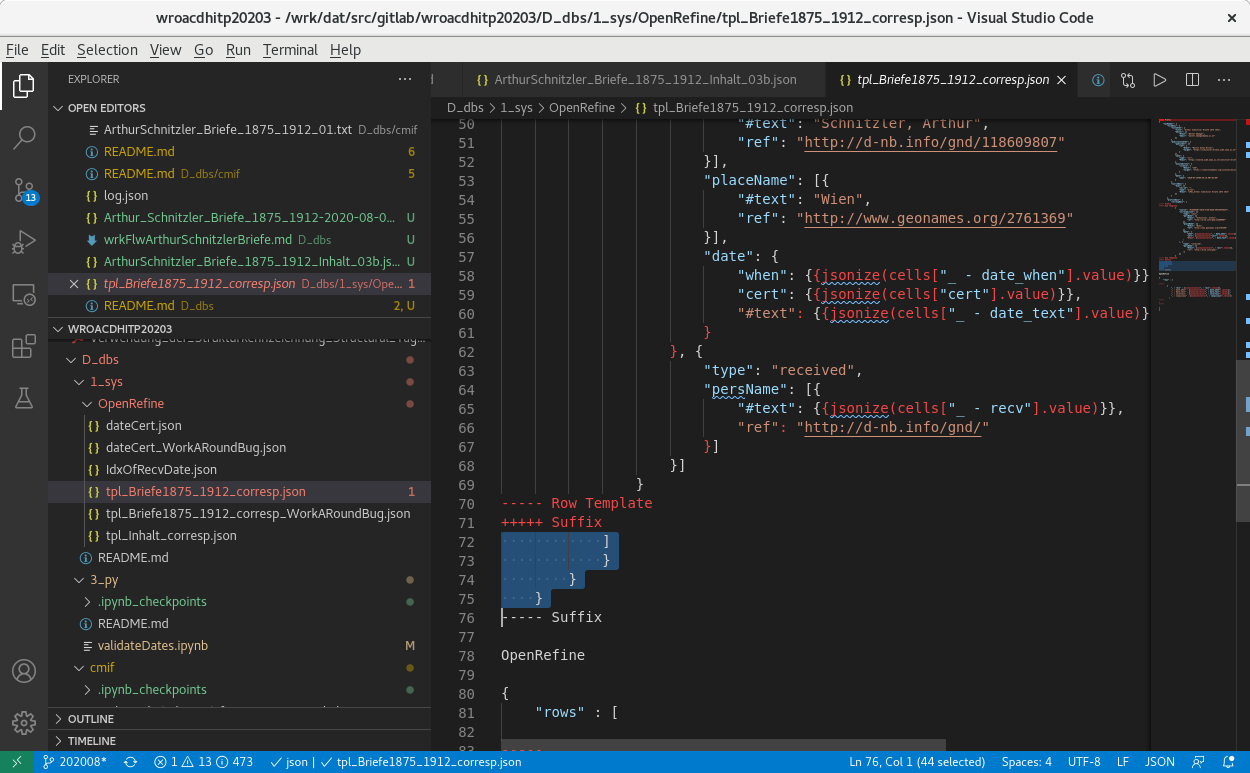 wroacdhitp20203 - /wrk/dat/src/gitlab/wroacdhitp20203/D_dbs/1_sys/OpenRefine/tpl_Briefe1875_1912_corresp.json - Visual Studio Code
File Edit Selection View Go Run Terminal Help
EXPLORER
OPEN EDITORS
ArthurSchnitzler_Briefe_1875_1912_01.txt D_dbs/cmif
README.md 6
README.md D_dbs/cmif 5
log.json
Arthur_Schnitzler_Briefe_1875_1912-2020-08-0... U
wrkFlwArthurSchnitzlerBriefe.md D_dbs U
ArthurSchnitzler_Briefe_1875_1912_Inhalt_03b.js... U
tpl_Briefe1875_1912_corresp.json D_dbs/1_sys/Ope... 1
README.md D_dbs 2, U
WROACDHITP20203
D_dbs
1_sys
OpenRefine
dateCert.json
dateCert_WorkARoundBug.json
IdxOfRecvDate.json
tpl_Briefe1875_1912_corresp.json 1
tpl_Briefe1875_1912_corresp_WorkARoundBug.json
tpl_Inhalt_corresp.json
README.md
3_py
.ipynb_checkpoints
README.md
validateDates.ipynb M
cmif
.ipynb_checkpoints
OUTLINE
TIMELINE
13
ArthurSchnitzler_Briefe_1875_1912_Inhalt_03b.json
tpl_Briefe1875_1912_corresp.json
D_dbs > 1_sys > OpenRefine > {} tpl_Briefe1875_1912_corresp.json
50 "#text": "Schnitzler, Arthur",
51 "ref": "http://d-nb.info/gnd/118609807"
52 }],
53 "placeName": [{
54 "#text": "Wien",
55 "ref": "http://www.geonames.org/2761369"
56 }],
57 "date": {
58 "when": {{jsonize(cells["_ - date_when"].value)}}
59 "cert": {{jsonize(cells["cert"].value)}},
60 "#text": {{jsonize(cells["_ - date_text"].value)}
61 }
62 }, {
63 "type": "received",
64 "persName": [{
65 "#text": {{jsonize(cells["_ - recv"].value)}},
66 "ref": "http://d-nb.info/gnd/"
67 }]
68 }]
69 }
70 ----- Row Template
71 +++++ Suffix
72 ]
73 }
74 }
75 }
76 ----- Suffix
77
78 OpenRefine
79
80 {
81 "rows" : [
82
83 -----
202008* 1 13 473 json | tpl_Briefe1875_1912_corresp.json Ln 76, Col 1 (44 selected) Spaces: 4 UTF-8 LF JSON